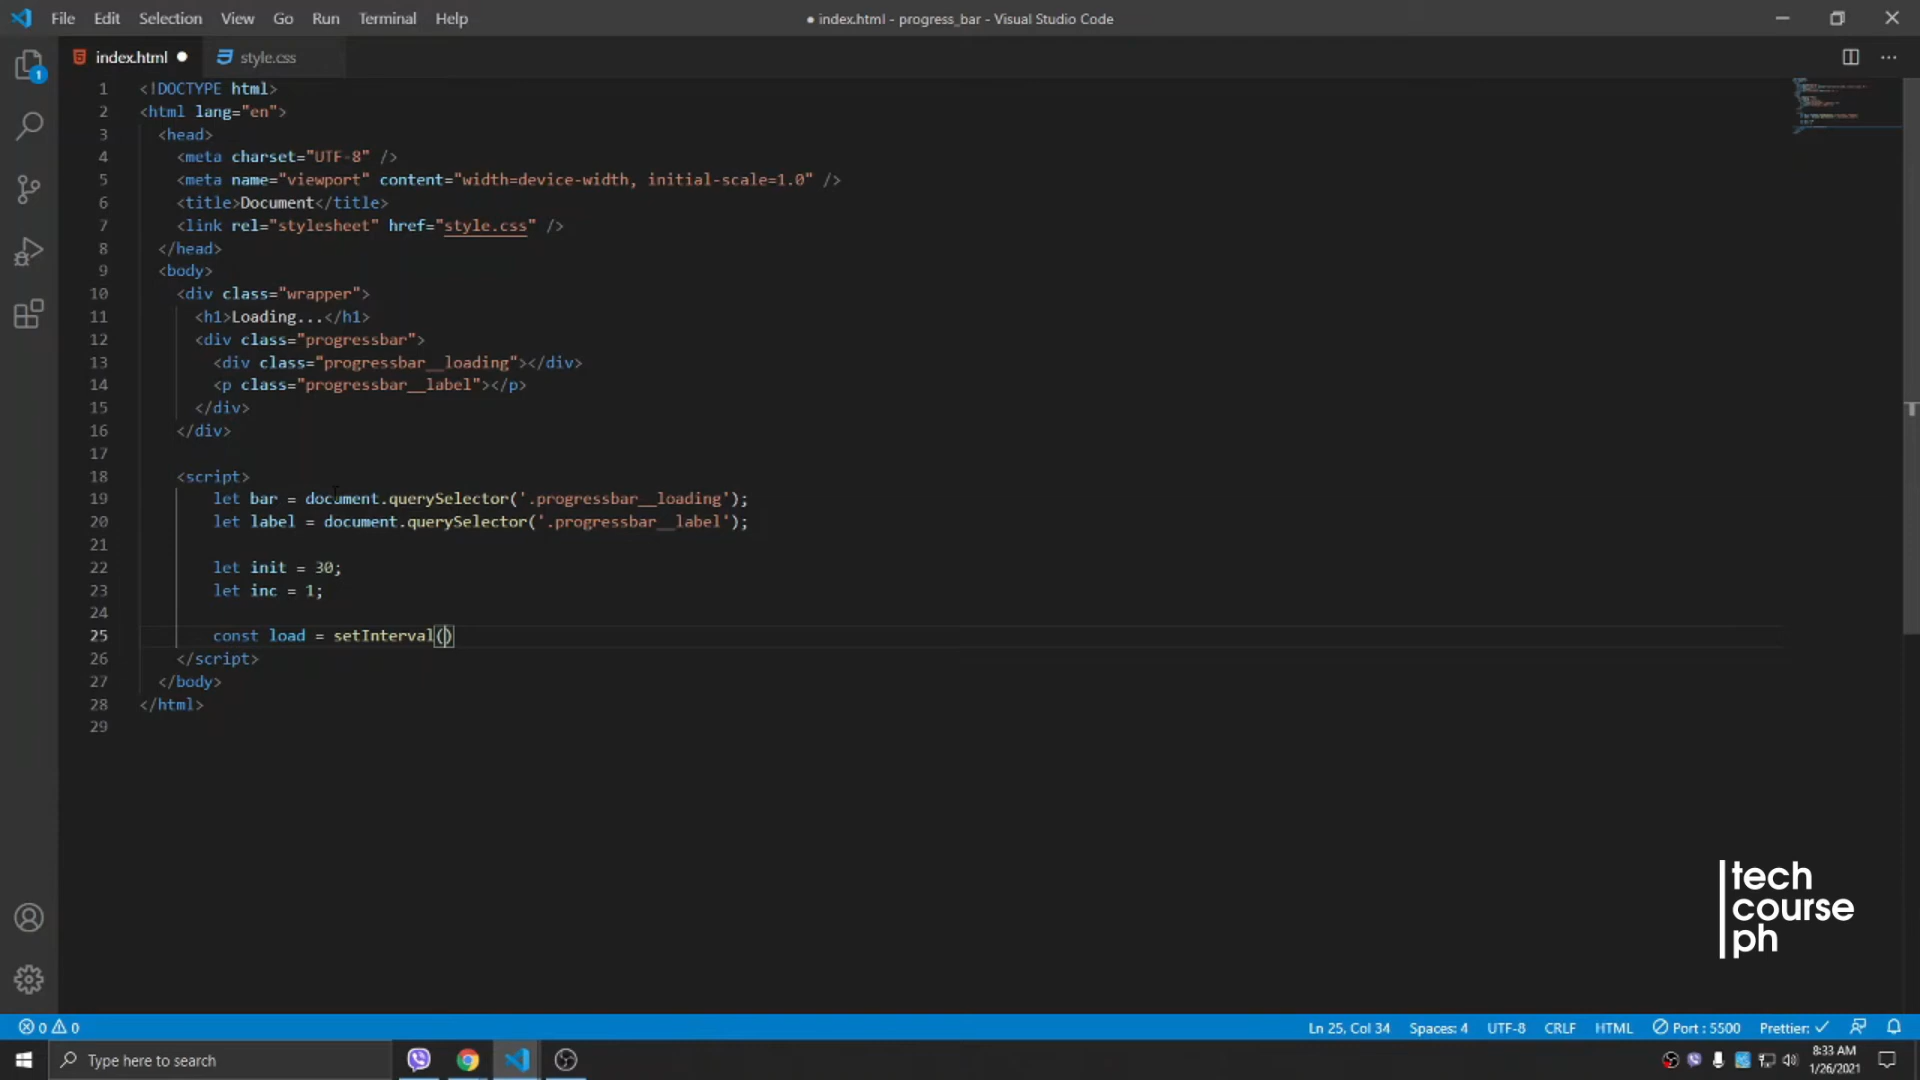 File Edit Selection View Go Run Terminal Help
● index.html - progress_bar - Visual Studio Code
index.html ● style.css
1 <!DOCTYPE html>
2 <html lang="en">
3 <head>
4 <meta charset="UTF-8" />
5 <meta name="viewport" content="width=device-width, initial-scale=1.0" />
6 <title>Document</title>
7 <link rel="stylesheet" href="style.css" />
8 </head>
9 <body>
10 <div class="wrapper">
11 <h1>Loading...</h1>
12 <div class="progressbar">
13 <div class="progressbar__loading"></div>
14 <p class="progressbar__label"></p>
15 </div>
16 </div>
17
18 <script>
19 let bar = document.querySelector('.progressbar__loading');
20 let label = document.querySelector('.progressbar__label');
21
22 let init = 30;
23 let inc = 1;
24
25 const load = setInterval()
26 </script>
27 </body>
28 </html>
29
1
tech
course
ph
0 0 Ln 25, Col 34 Spaces: 4 UTF-8 CRLF HTML Port : 5500 Prettier: ✓
Type here to search
8:33 AM
1/26/2021